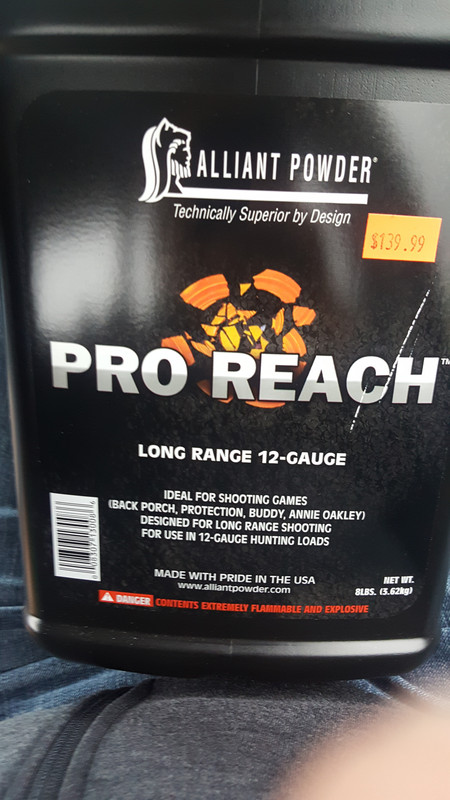 ALLIANT POWDER®
Technically Superior by Design
$139.99
PRO REACH™
LONG RANGE 12-GAUGE
IDEAL FOR SHOOTING GAMES
(BACK PORCH, PROTECTION, BUDDY, ANNIE OAKLEY)
DESIGNED FOR LONG RANGE SHOOTING
FOR USE IN 12-GAUGE HUNTING LOADS
MADE WITH PRIDE IN THE USA
www.alliantpowder.com
NET WT.
8LBS. (3.62kg)
DANGER CONTENTS EXTREMELY FLAMMABLE AND EXPLOSIVE